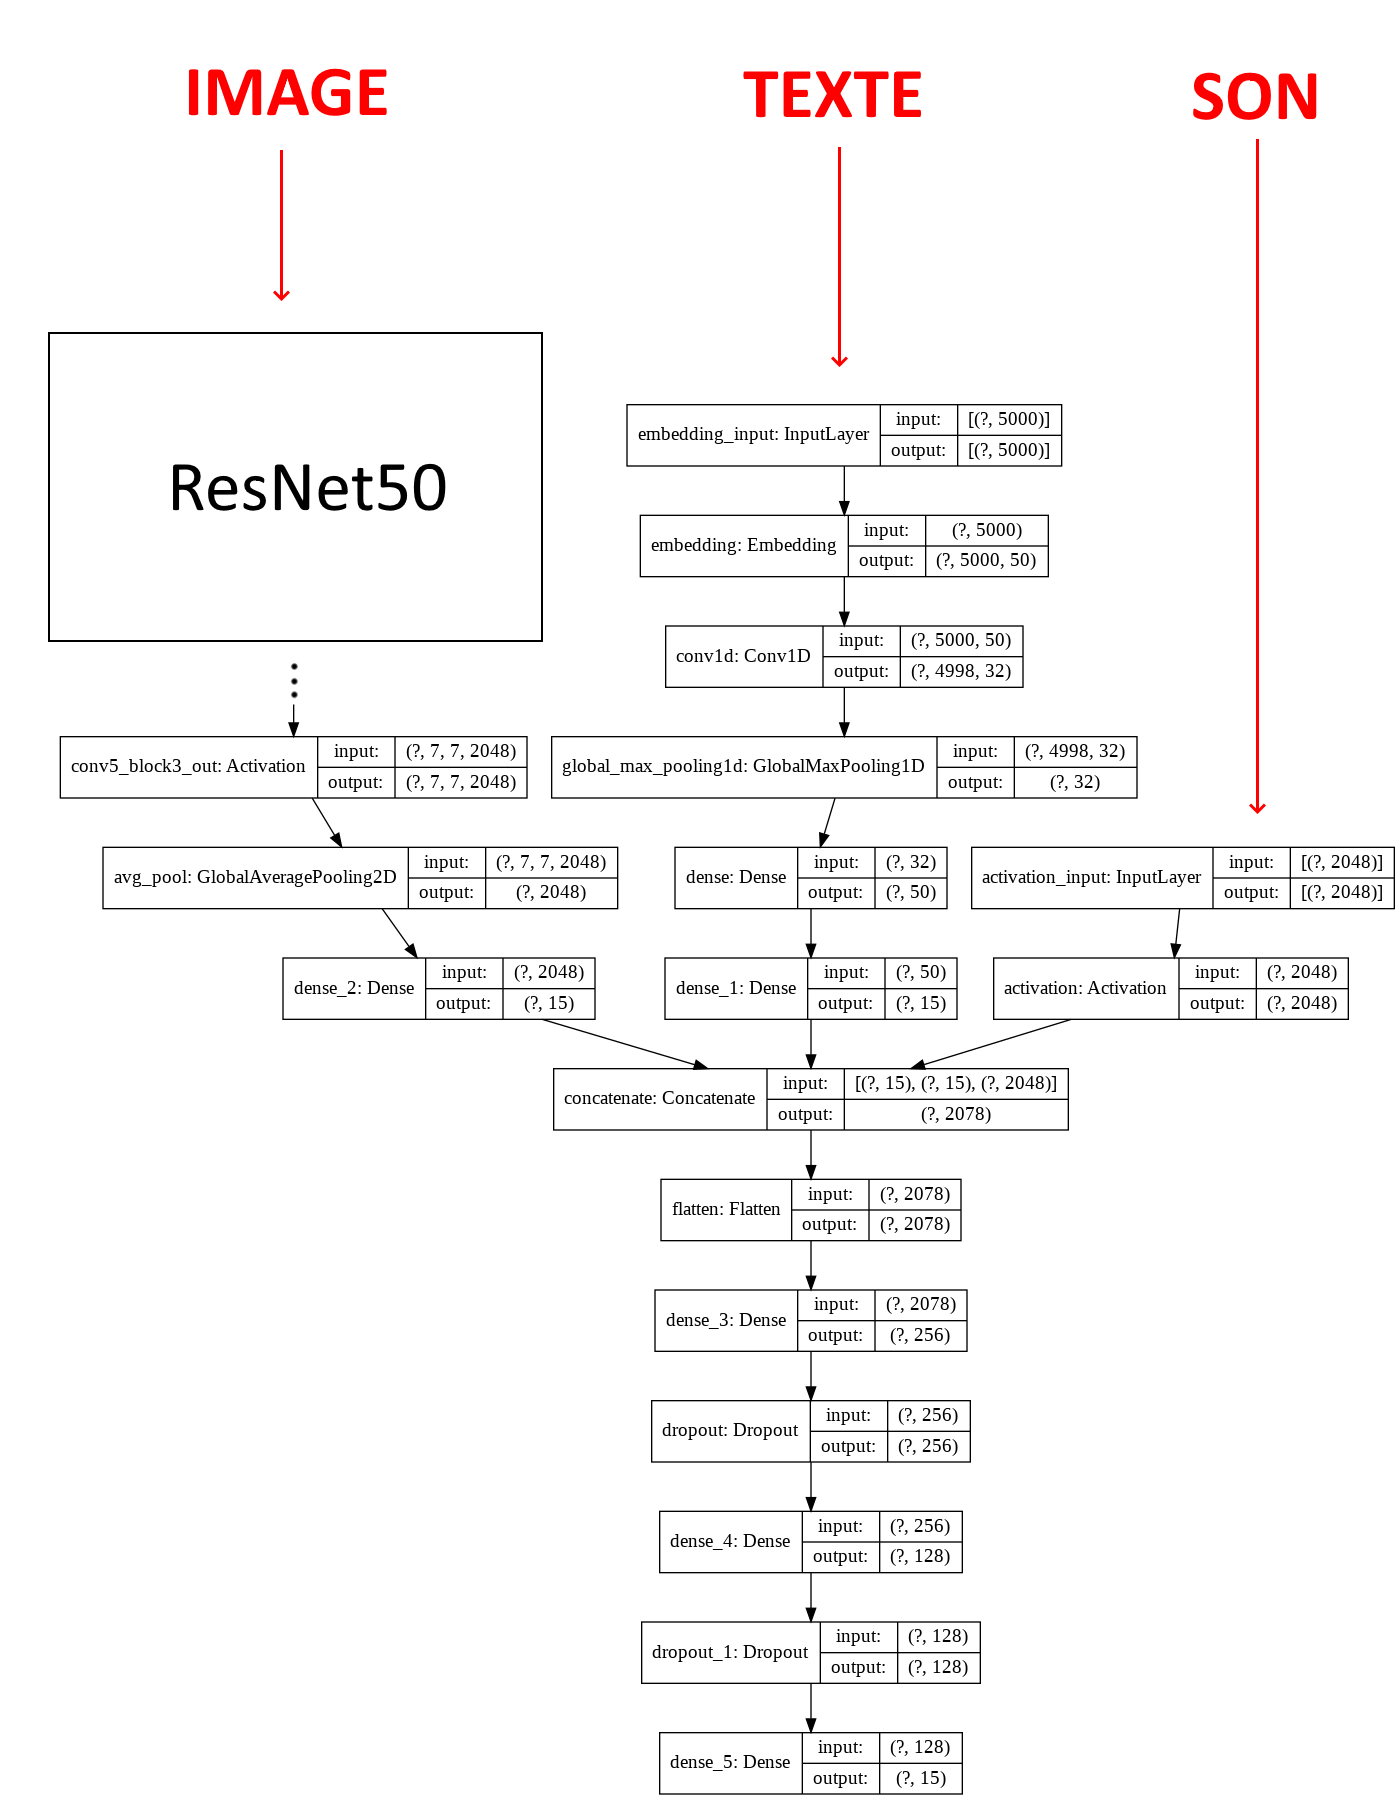 IMAGE
TEXTE
SON
ResNet50
embedding_input: InputLayer
input:
[(?, 5000)]
output:
[(?, 5000)]
embedding: Embedding
input:
(?, 5000)
output:
(?, 5000, 50)
conv1d: Conv1D
input:
(?, 5000, 50)
output:
(?, 4998, 32)
conv5_block3_out: Activation
input:
(?, 7, 7, 2048)
output:
(?, 7, 7, 2048)
global_max_pooling1d: GlobalMaxPooling1D
input:
(?, 4998, 32)
output:
(?, 32)
avg_pool: GlobalAveragePooling2D
input:
(?, 7, 7, 2048)
output:
(?, 2048)
dense: Dense
input:
(?, 32)
output:
(?, 50)
activation_input: InputLayer
input:
[(?, 2048)]
output:
[(?, 2048)]
dense_2: Dense
input:
(?, 2048)
output:
(?, 15)
dense_1: Dense
input:
(?, 50)
output:
(?, 15)
activation: Activation
input:
(?, 2048)
output:
(?, 2048)
concatenate: Concatenate
input:
[(?, 15), (?, 15), (?, 2048)]
output:
(?, 2078)
flatten: Flatten
input:
(?, 2078)
output:
(?, 2078)
dense_3: Dense
input:
(?, 2078)
output:
(?, 256)
dropout: Dropout
input:
(?, 256)
output:
(?, 256)
dense_4: Dense
input:
(?, 256)
output:
(?, 128)
dropout_1: Dropout
input:
(?, 128)
output:
(?, 128)
dense_5: Dense
input:
(?, 128)
output:
(?, 15)